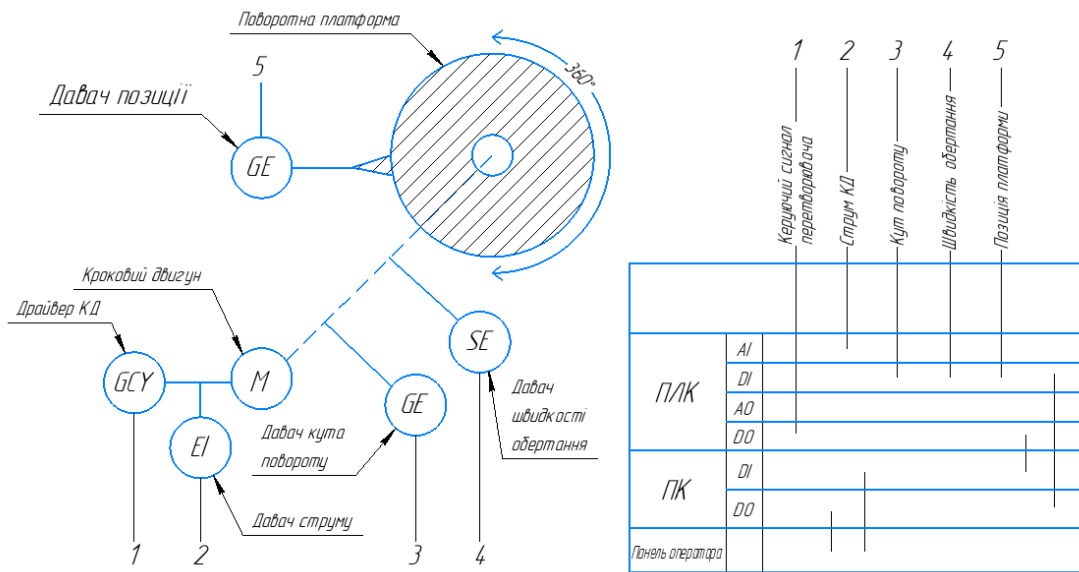 Поворотна платформа
5
Давач позиції
GE
360°
Кроковий двигун
Драйвер КД
GCY
M
SE
GE
EI
Давач кута
повороту
Давач
швидкості
обертання
Давач струму
1
2
3
4
1
2
3
4
5
Керуючий сигнал
перетворювача
Струм КД
Кут повороту
Швидкість обертання
Позиція платформи
ПЛК
AI
DI
AO
DO
ПК
DI
DO
Панель оператора